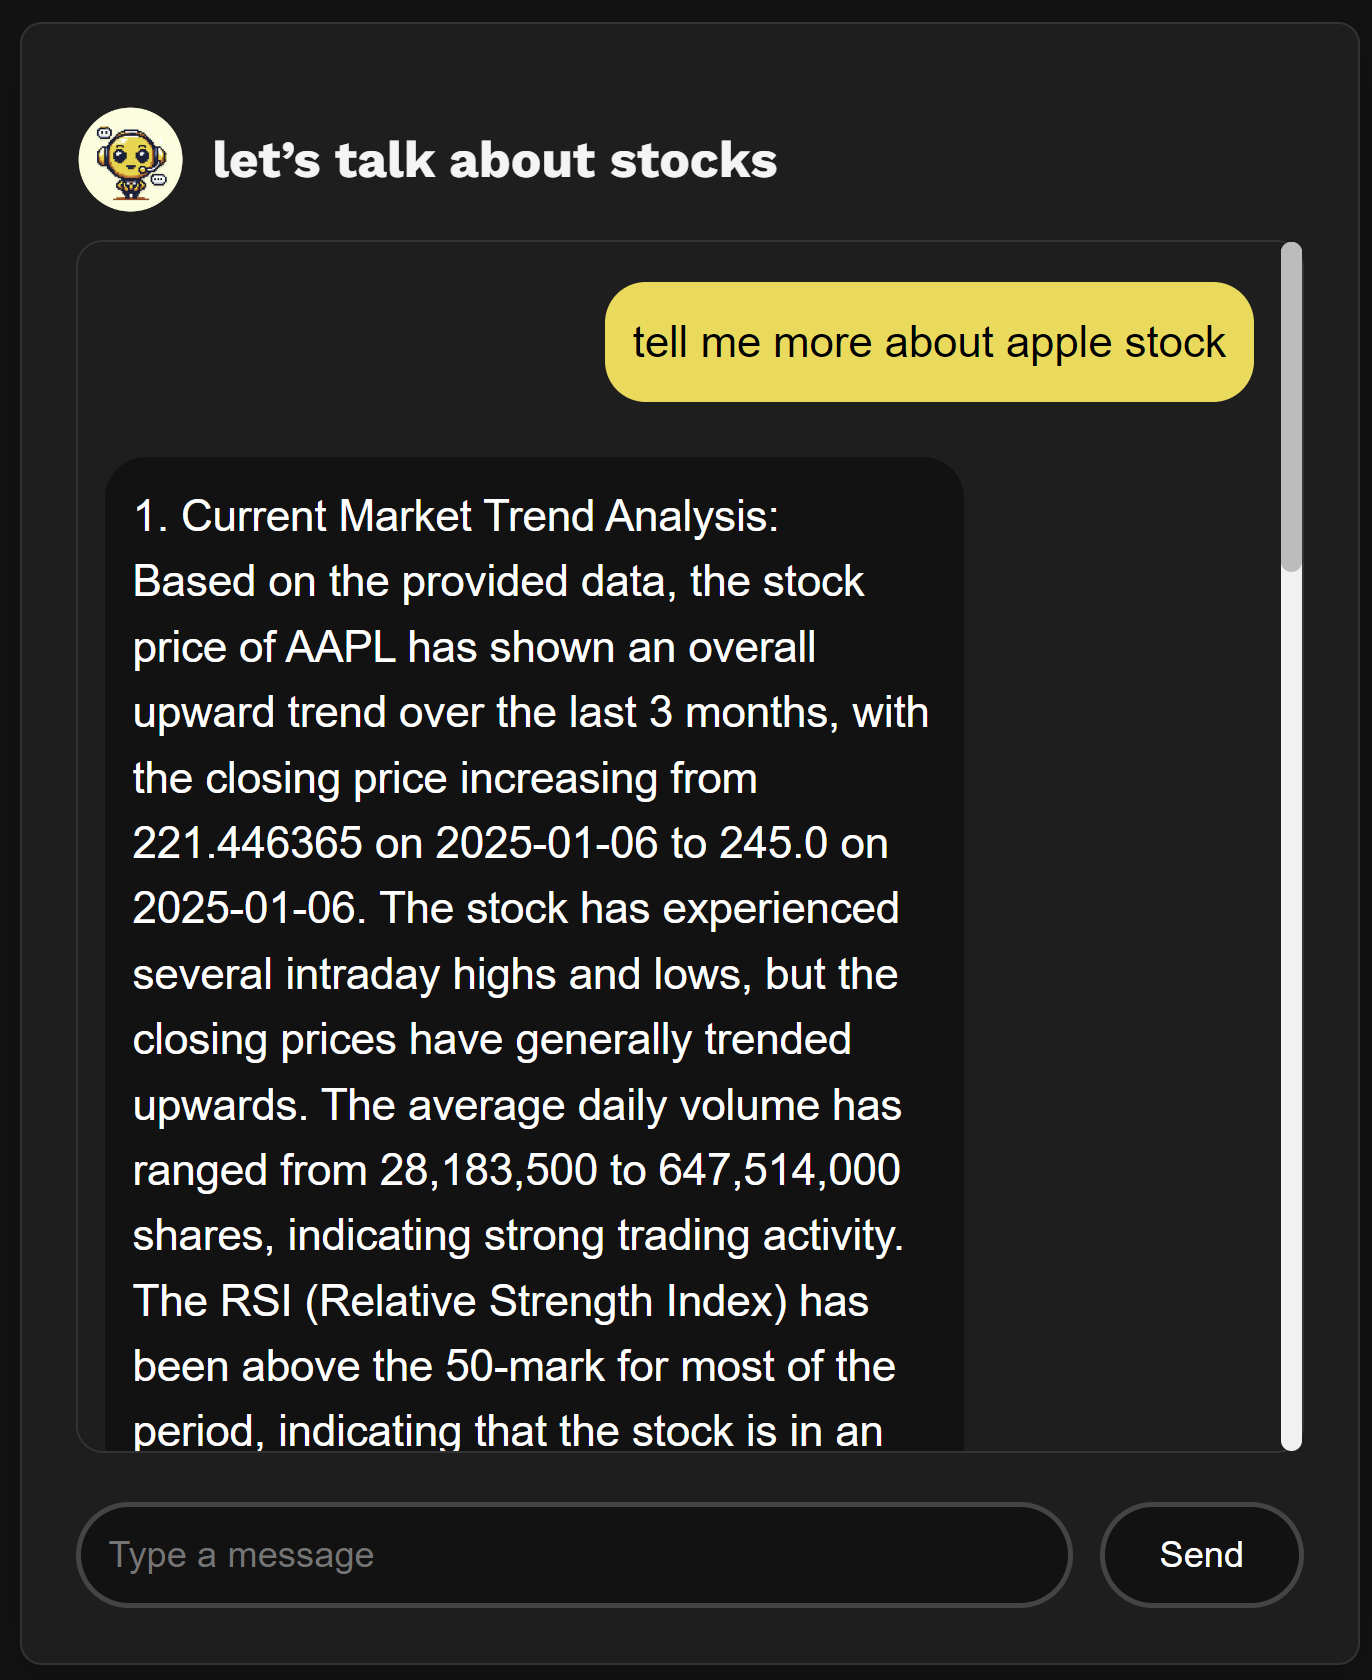 let’s talk about stocks
tell me more about apple stock
1. Current Market Trend Analysis:
Based on the provided data, the stock
price of AAPL has shown an overall
upward trend over the last 3 months, with
the closing price increasing from
221.446365 on 2025-01-06 to 245.0 on
2025-01-06. The stock has experienced
several intraday highs and lows, but the
closing prices have generally trended
upwards. The average daily volume has
ranged from 28,183,500 to 647,514,000
shares, indicating strong trading activity.
The RSI (Relative Strength Index) has
been above the 50-mark for most of the
period, indicating that the stock is in an
Type a message
Send